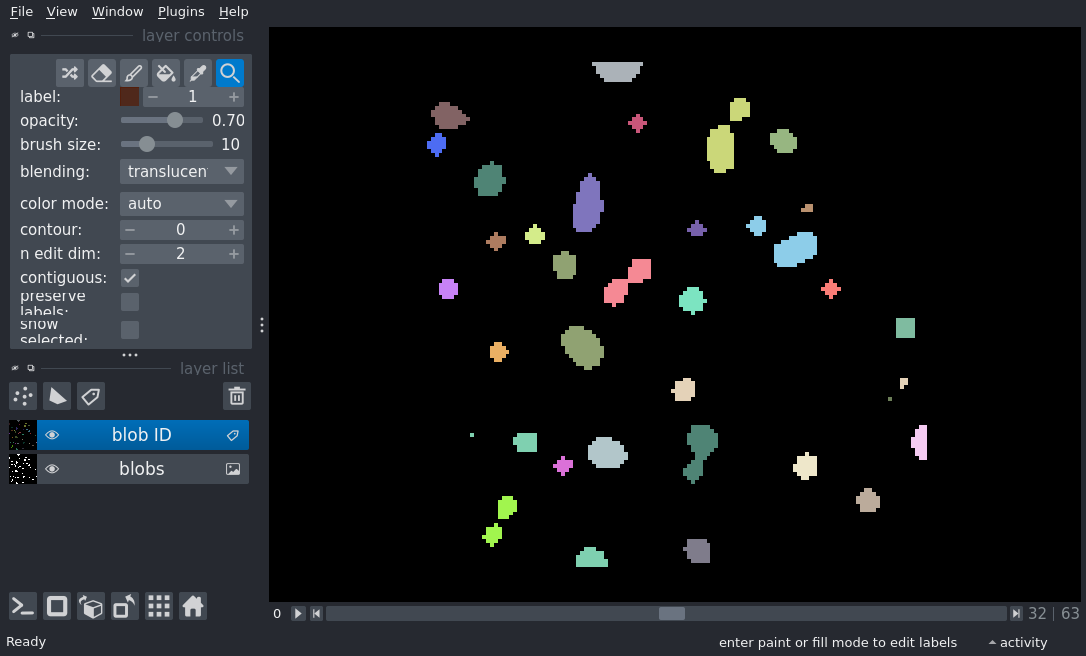 File View Window Plugins Help
layer controls
label: 1
opacity: 0.70
brush size: 10
blending: translucen
color mode: auto
contour: 0
n edit dim: 2
contiguous:
preserve
labels:
show
selected:
layer list
blob ID
blobs
0 32 63
Ready enter paint or fill mode to edit labels activity